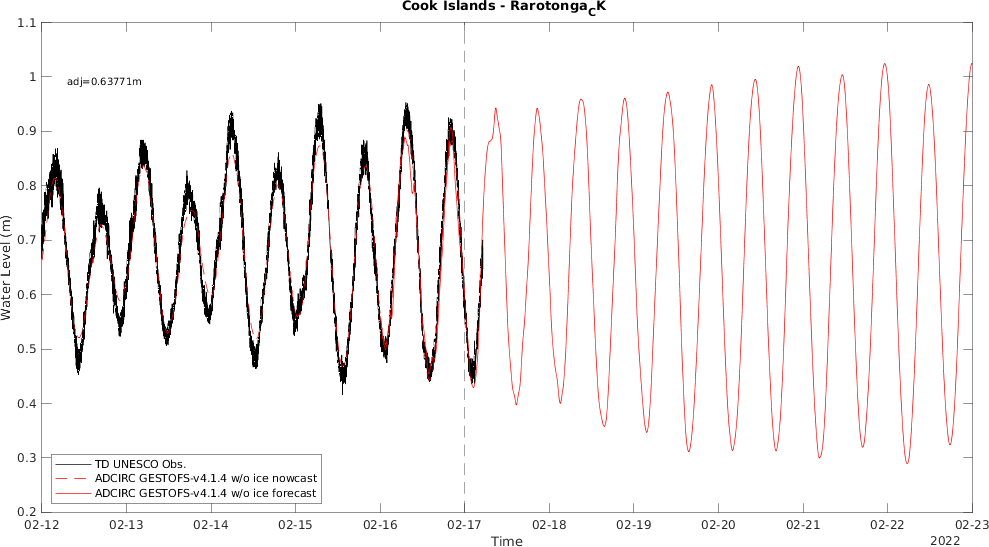 Cook Islands - Rarotonga_CK
1.1
1
0.9
0.8
0.7
0.6
0.5
0.4
0.3
0.2
Water Level (m)
adj=0.63771m
TD UNESCO Obs.
ADCIRC GESTOFS-v4.1.4 w/o ice nowcast
ADCIRC GESTOFS-v4.1.4 w/o ice forecast
02-12 02-13 02-14 02-15 02-16 02-17 02-18 02-19 02-20 02-21 02-22 02-23
Time
2022